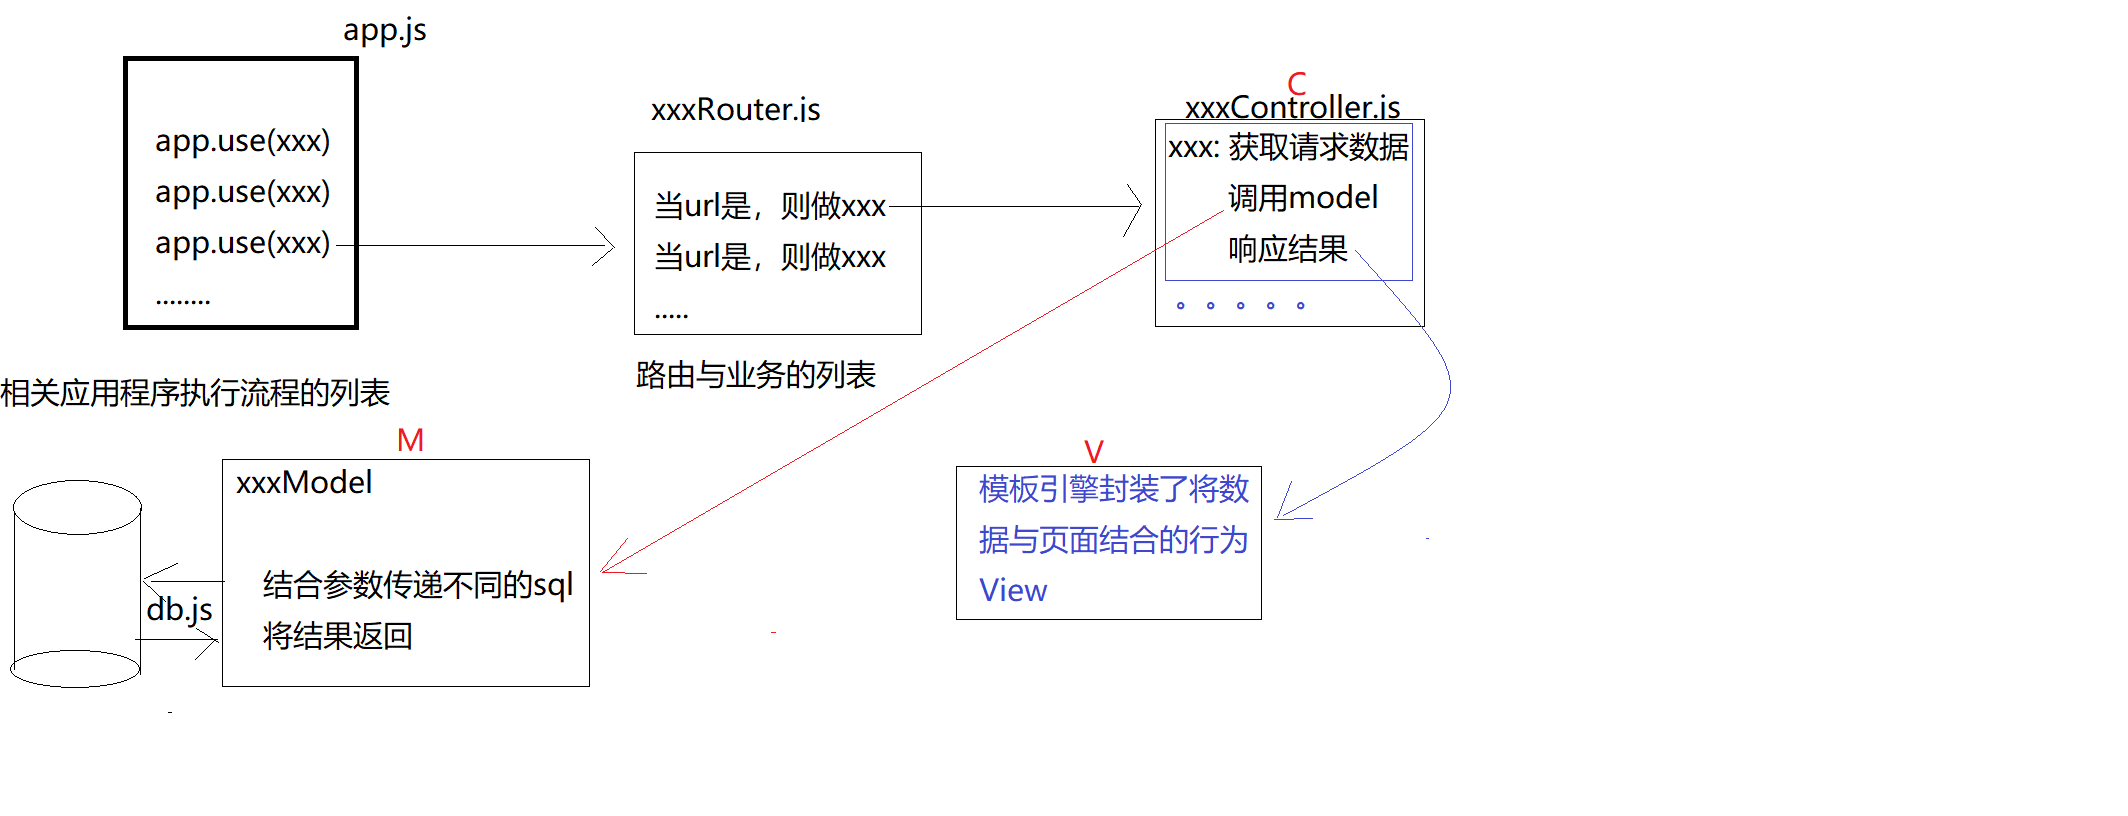 app.js
app.use(xxx)
app.use(xxx)
app.use(xxx)
........
相关应用程序执行流程的列表
xxxRouter.js
当url是，则做xxx
当url是，则做xxx
.....
路由与业务的列表
C
xxxController.js
xxx: 获取请求数据
调用model
响应结果
。。。。。
M
xxxModel
结合参数传递不同的sql
将结果返回
db.js
V
模板引擎封装了将数
据与页面结合的行为
View